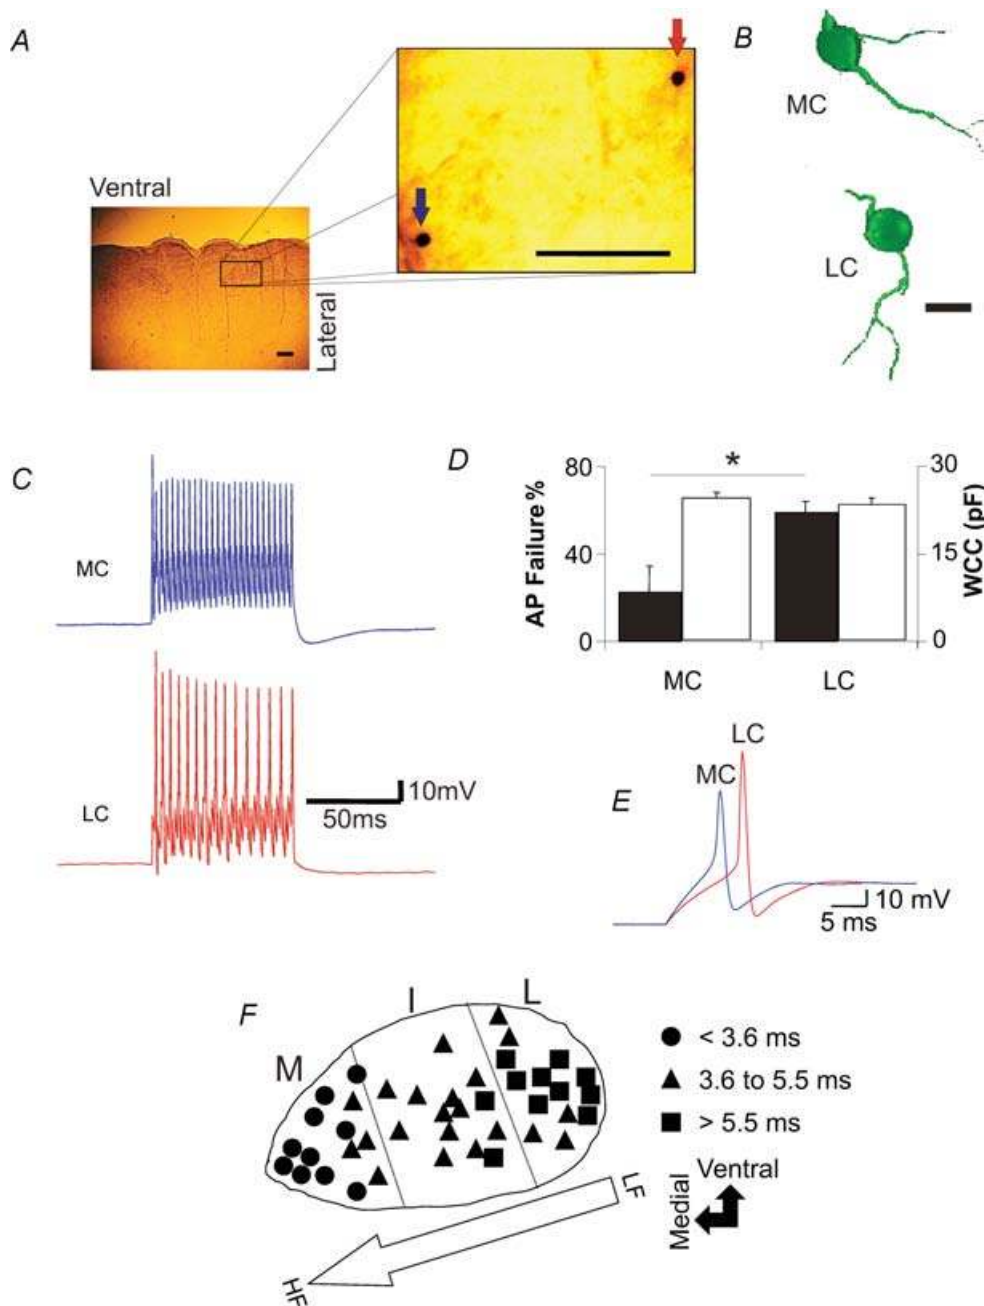 A
Ventral
Lateral
B
MC
LC
C
MC
LC
10mV
50ms
D
80
40
0
AP Failure %
*
30
15
0
WCC (pF)
MC
LC
E
LC
MC
10 mV
5 ms
F
M
I
L
< 3.6 ms
3.6 to 5.5 ms
> 5.5 ms
Ventral
Medial
LF
HF